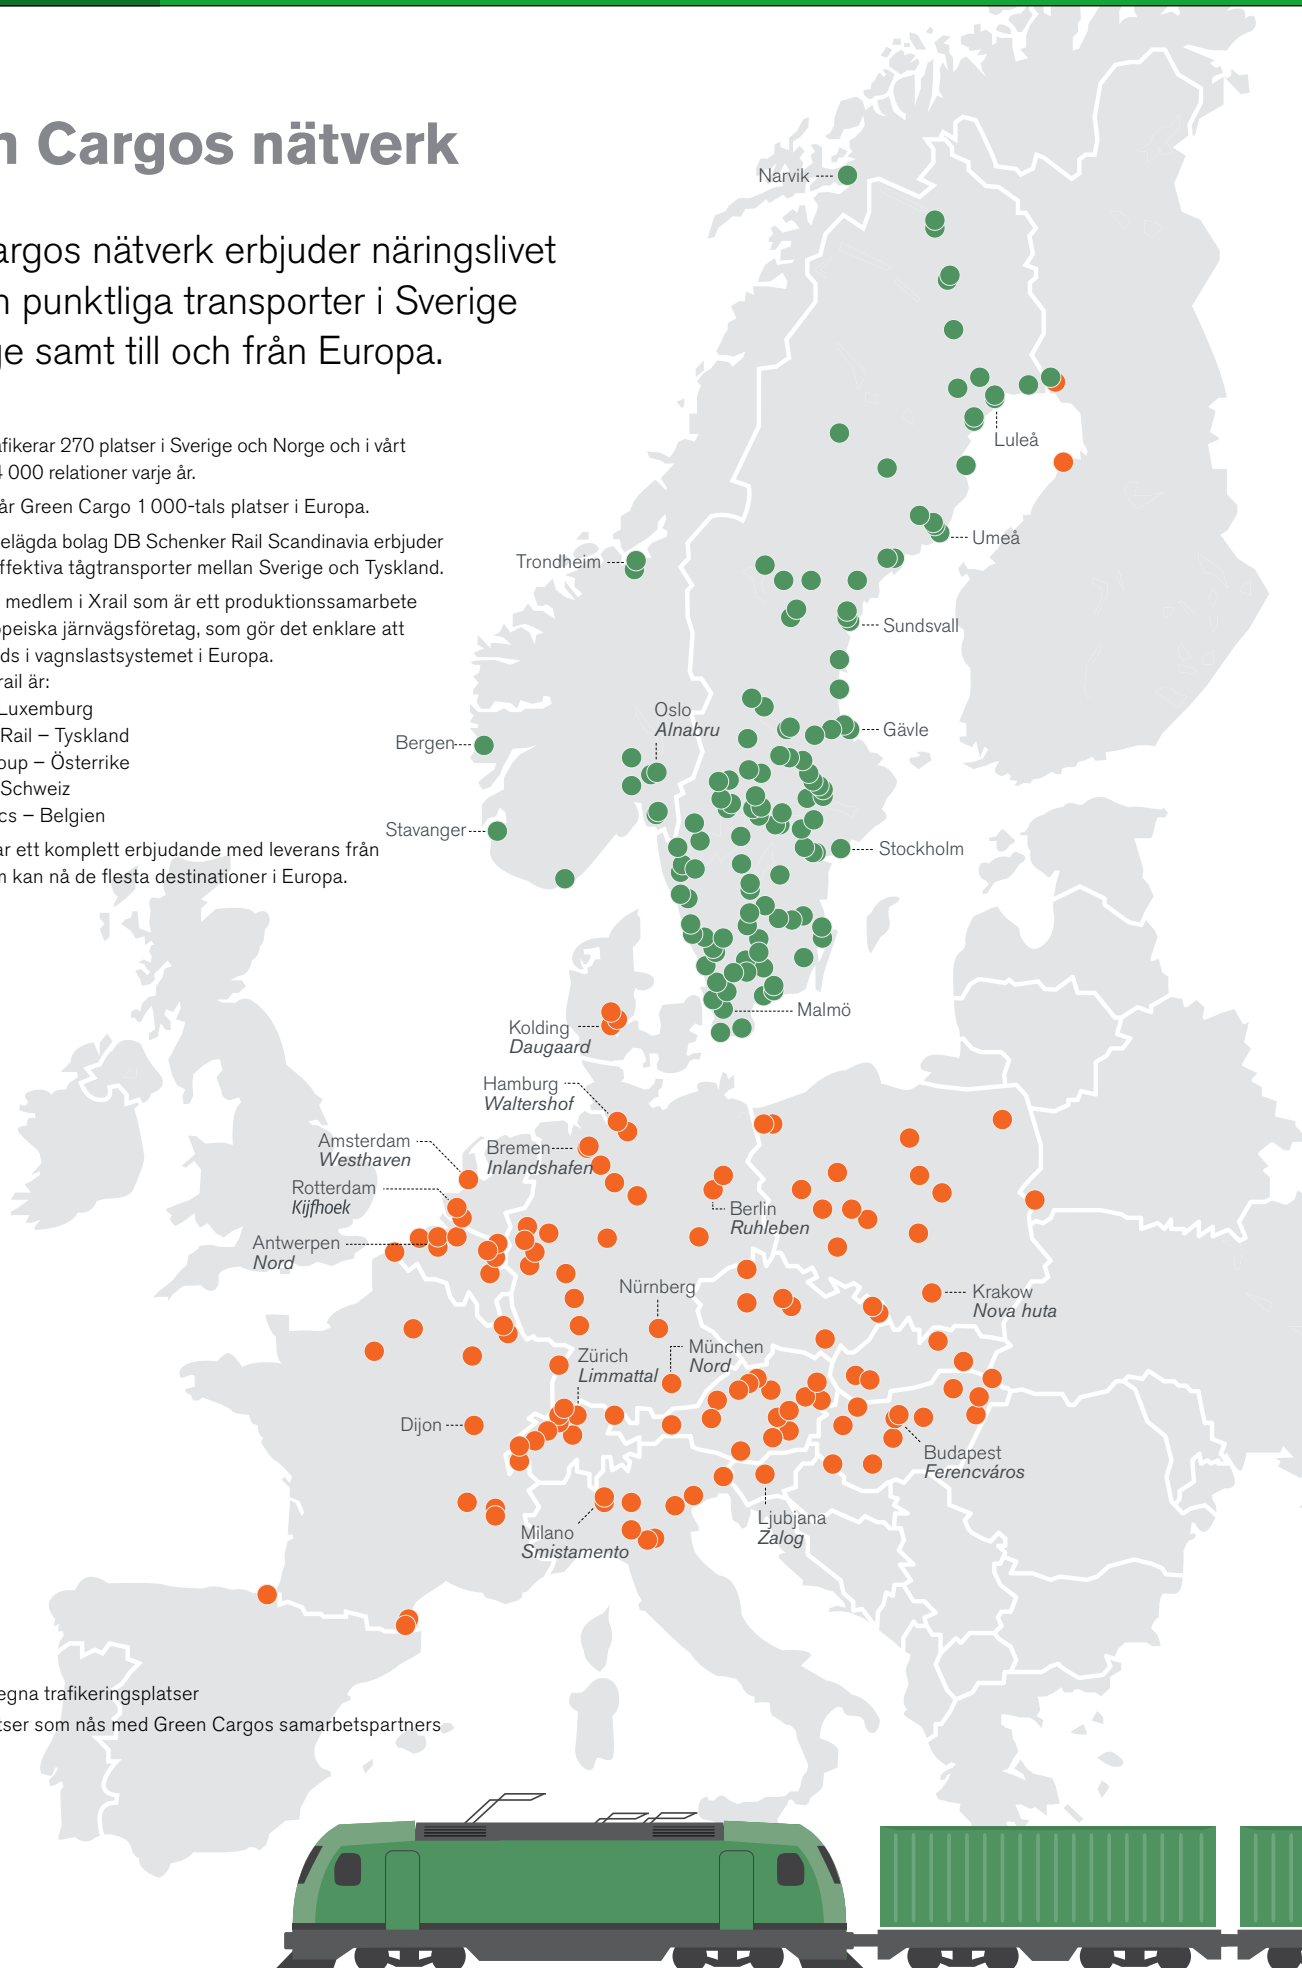 n Cargos nätverk
argos nätverk erbjuder näringslivet
n punktliga transporter i Sverige
ge samt till och från Europa.
afikerar 270 platser i Sverige och Norge och i vårt
4 000 relationer varje år.
år Green Cargo 1 000-tals platser i Europa.
elägda bolag DB Schenker Rail Scandinavia erbjuder
effektiva tågtransporter mellan Sverige och Tyskland.
medlem i Xrail som är ett produktionssamarbete
opeiska järnvägsföretag, som gör det enklare att
ds i vagnslastsystemet i Europa.
rail är:
Luxemburg
Rail – Tyskland
oup – Österrike
Schweiz
cs – Belgien
ar ett komplett erbjudande med leverans från
m kan nå de flesta destinationer i Europa.
Narvik
Luleå
Umeå
Trondheim
Sundsvall
Oslo
Alnabru
Gävle
Bergen
Stavanger
Stockholm
Malmö
Kolding
Daugaard
Hamburg
Waltershof
Amsterdam
Westhaven
Bremen
Inlandshafen
Rotterdam
Kijfhoek
Berlin
Ruhleben
Antwerpen
Nord
Nürnberg
Krakow
Nova huta
München
Nord
Zürich
Limmattal
Dijon
Budapest
Ferencváros
Ljubjana
Zalog
Milano
Smistamento
egna trafikeringsplatser
tser som nås med Green Cargos samarbetspartners